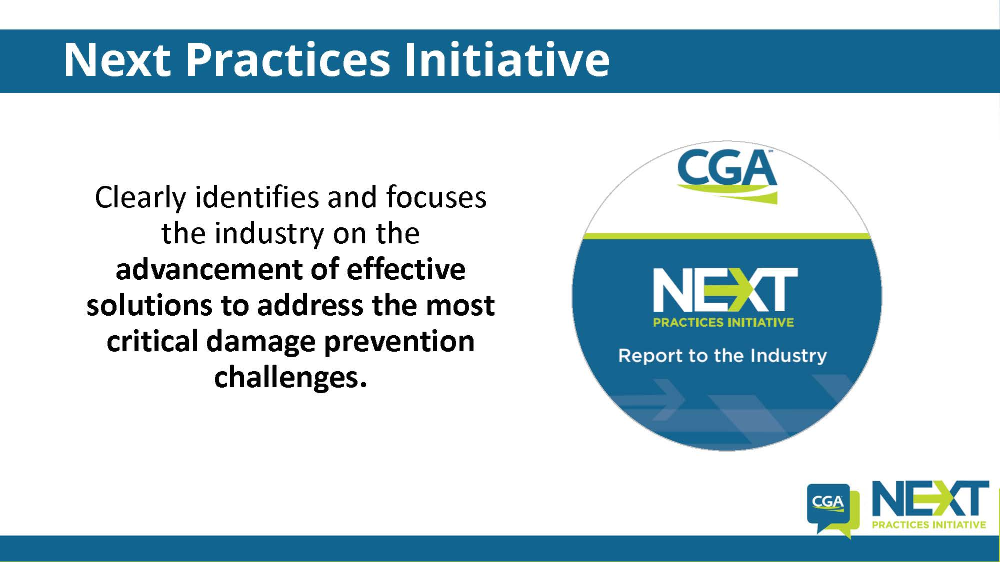 Next Practices Initiative
Clearly identifies and focuses
the industry on the
advancement of effective
solutions to address the most
critical damage prevention
challenges.
CGA℠
NEXT
PRACTICES INITIATIVE
Report to the Industry
CGA
NEXT
PRACTICES INITIATIVE